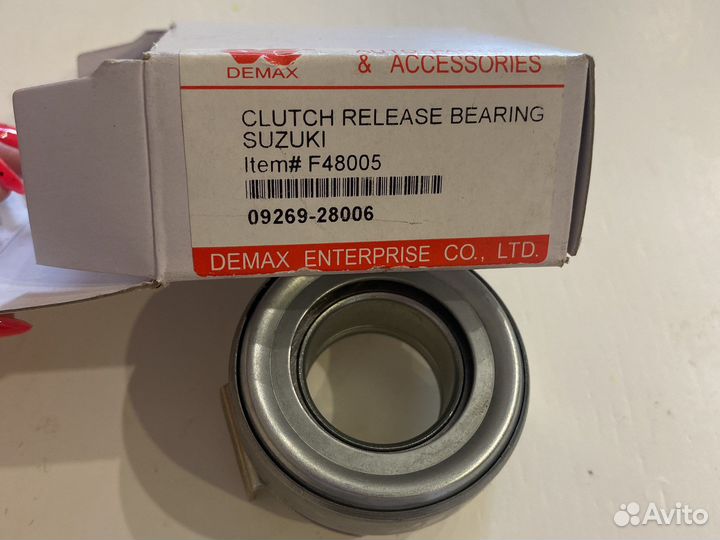 DEMAX
& ACCESSORIES
CLUTCH RELEASE BEARING
SUZUKI
Item# F48005
09269-28006
DEMAX ENTERPRISE CO., LTD.
Avito